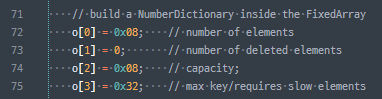 71 // build a NumberDictionary inside the FixedArray
72 o[0] = 0x08; // number of elements
73 o[1] = 0; // number of deleted elements
74 o[2] = 0x08; // capacity;
75 o[3] = 0x32; // max key/requires slow elements